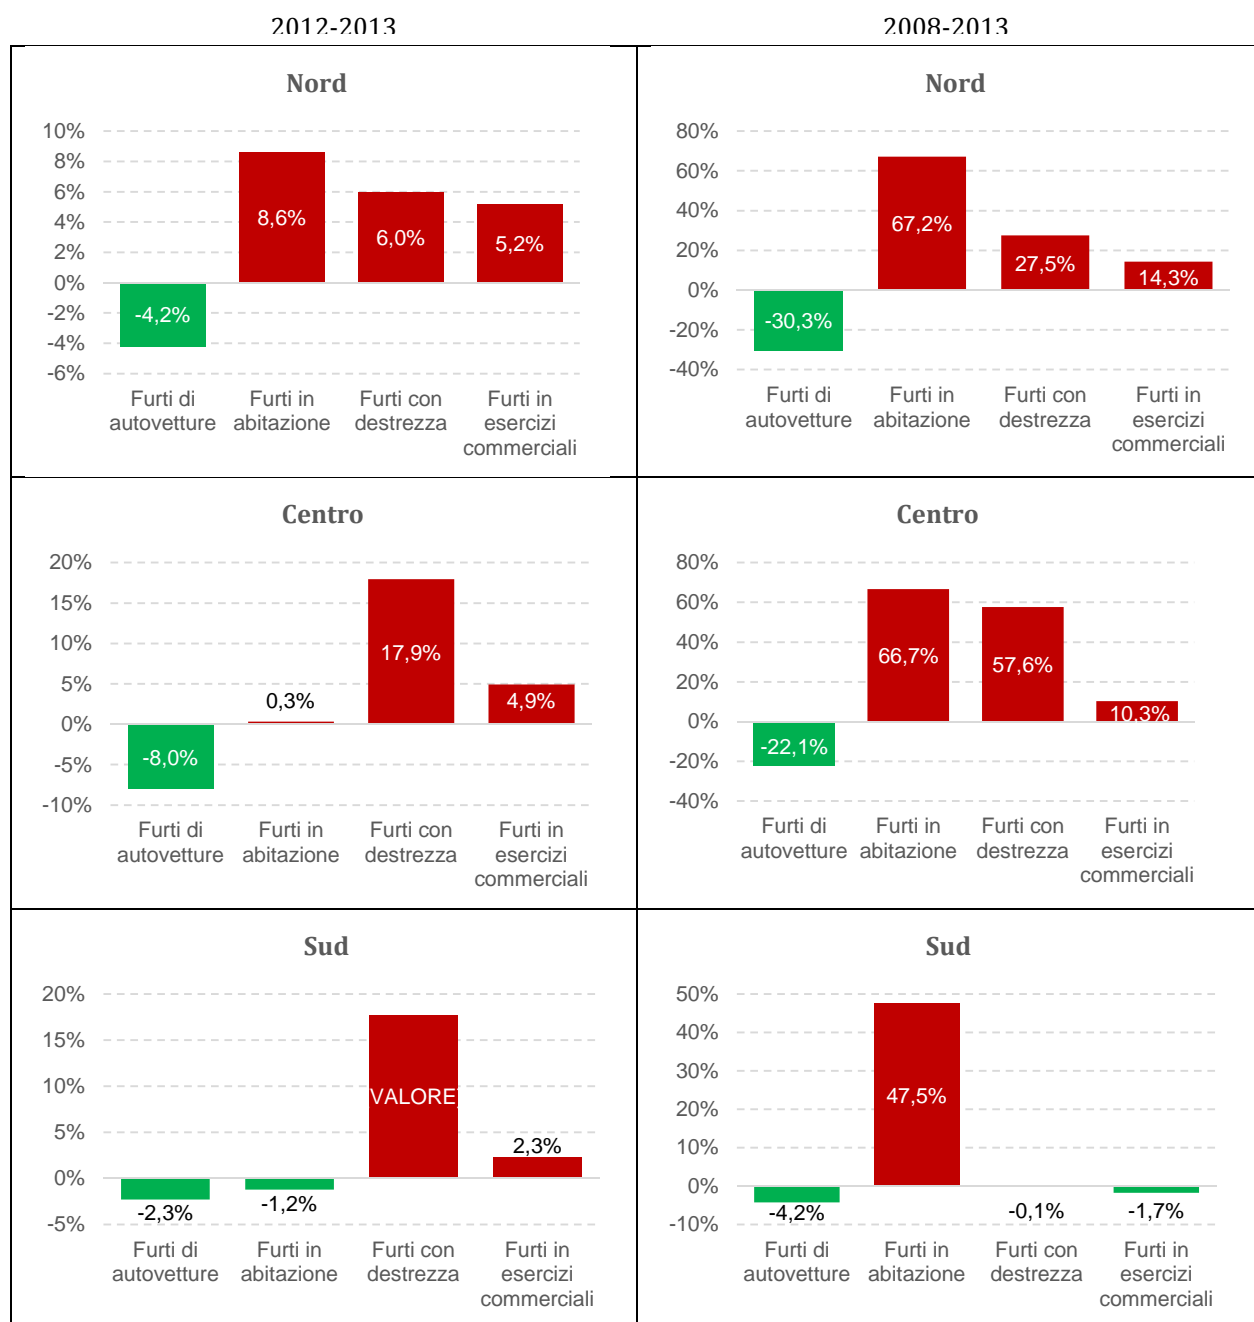 2012-2013
2008-2013
Nord
10%
8%
6%
4%
2%
0%
-2%
-4%
-6%
-4,2%
8,6%
6,0%
5,2%
Furti di
autovetture
Furti in
abitazione
Furti con
destrezza
Furti in
esercizi
commerciali
Nord
80%
60%
40%
20%
0%
-20%
-40%
-30,3%
67,2%
27,5%
14,3%
Furti di
autovetture
Furti in
abitazione
Furti con
destrezza
Furti in
esercizi
commerciali
Centro
20%
15%
10%
5%
0%
-5%
-10%
-8,0%
0,3%
17,9%
4,9%
Furti di
autovetture
Furti in
abitazione
Furti con
destrezza
Furti in
esercizi
commerciali
Centro
80%
60%
40%
20%
0%
-20%
-40%
-22,1%
66,7%
57,6%
10,3%
Furti di
autovetture
Furti in
abitazione
Furti con
destrezza
Furti in
esercizi
commerciali
Sud
20%
15%
10%
5%
0%
-5%
-2,3%
-1,2%
VALORE]
2,3%
Furti di
autovetture
Furti in
abitazione
Furti con
destrezza
Furti in
esercizi
commerciali
Sud
50%
40%
30%
20%
10%
0%
-10%
-4,2%
47,5%
-0,1%
-1,7%
Furti di
autovetture
Furti in
abitazione
Furti con
destrezza
Furti in
esercizi
commerciali